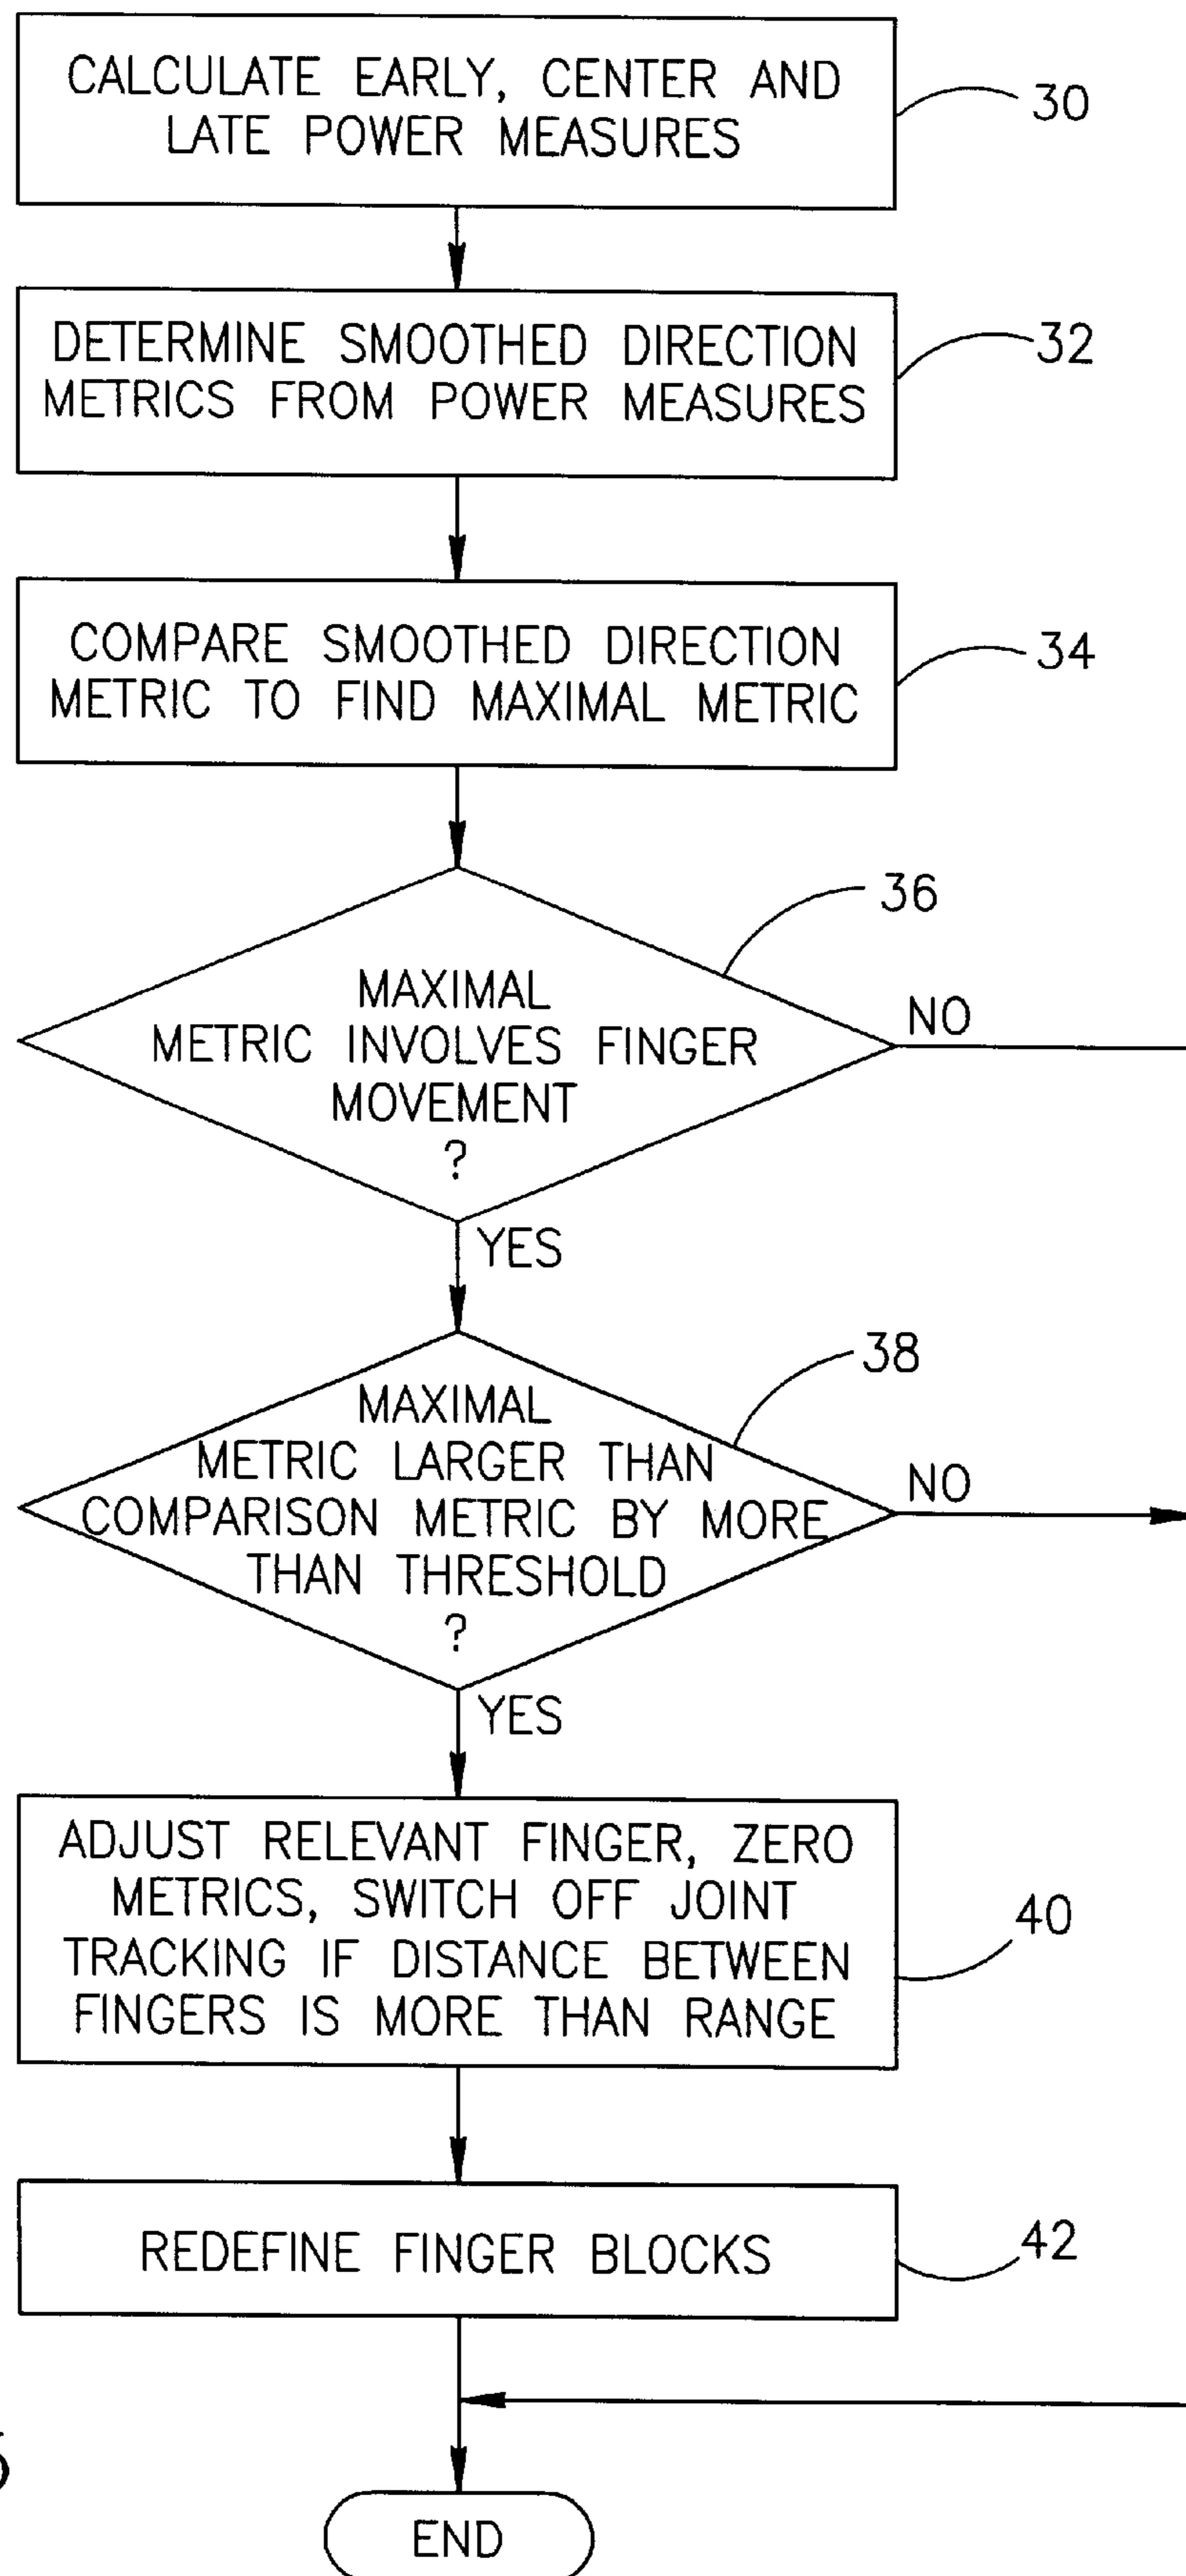 CALCULATE EARLY, CENTER AND
LATE POWER MEASURES
30
DETERMINE SMOOTHED DIRECTION
METRICS FROM POWER MEASURES
32
COMPARE SMOOTHED DIRECTION
METRIC TO FIND MAXIMAL METRIC
34
36
MAXIMAL
METRIC INVOLVES FINGER
MOVEMENT
?
NO
YES
38
MAXIMAL
METRIC LARGER THAN
COMPARISON METRIC BY MORE
THAN THRESHOLD
?
NO
YES
ADJUST RELEVANT FINGER, ZERO
METRICS, SWITCH OFF JOINT
TRACKING IF DISTANCE BETWEEN
FINGERS IS MORE THAN RANGE
40
REDEFINE FINGER BLOCKS
42
END